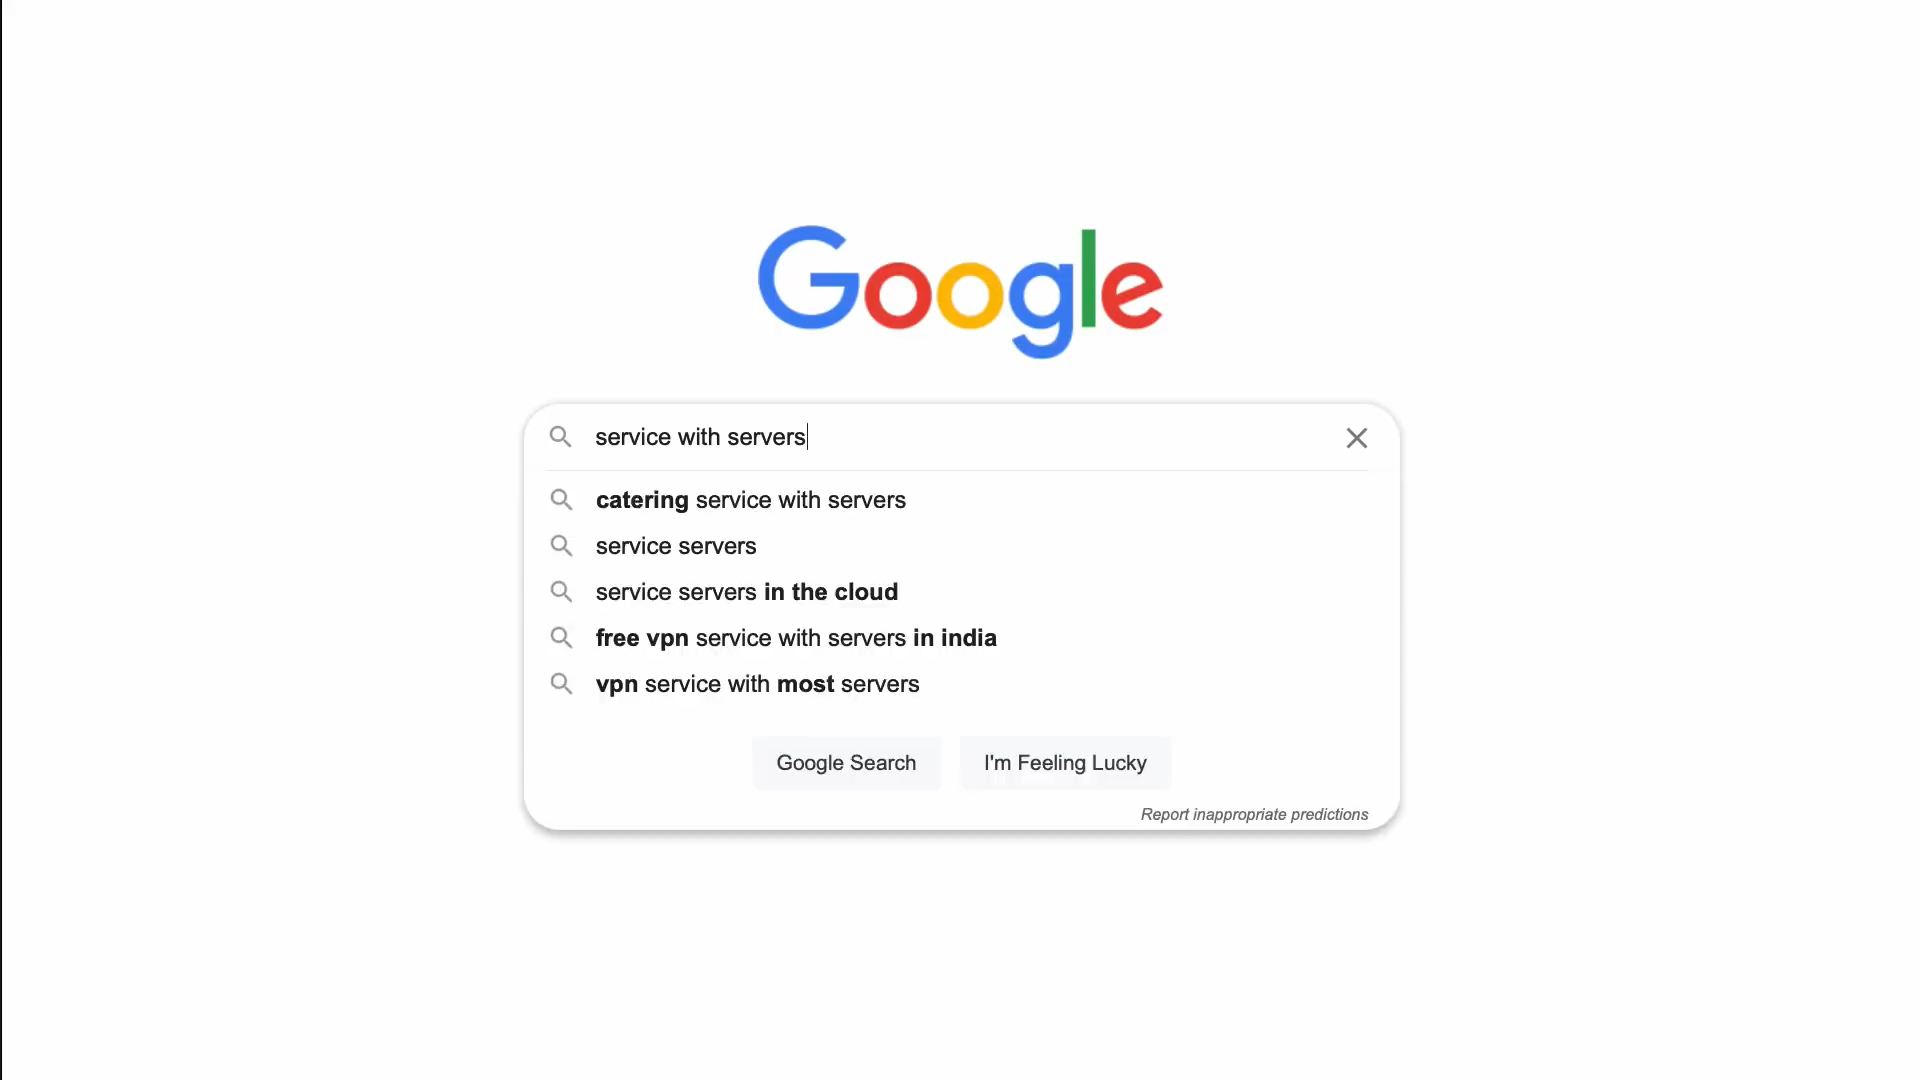 Google
service with servers
catering service with servers
service servers
service servers in the cloud
free vpn service with servers in india
vpn service with most servers
Google Search
I'm Feeling Lucky
Report inappropriate predictions